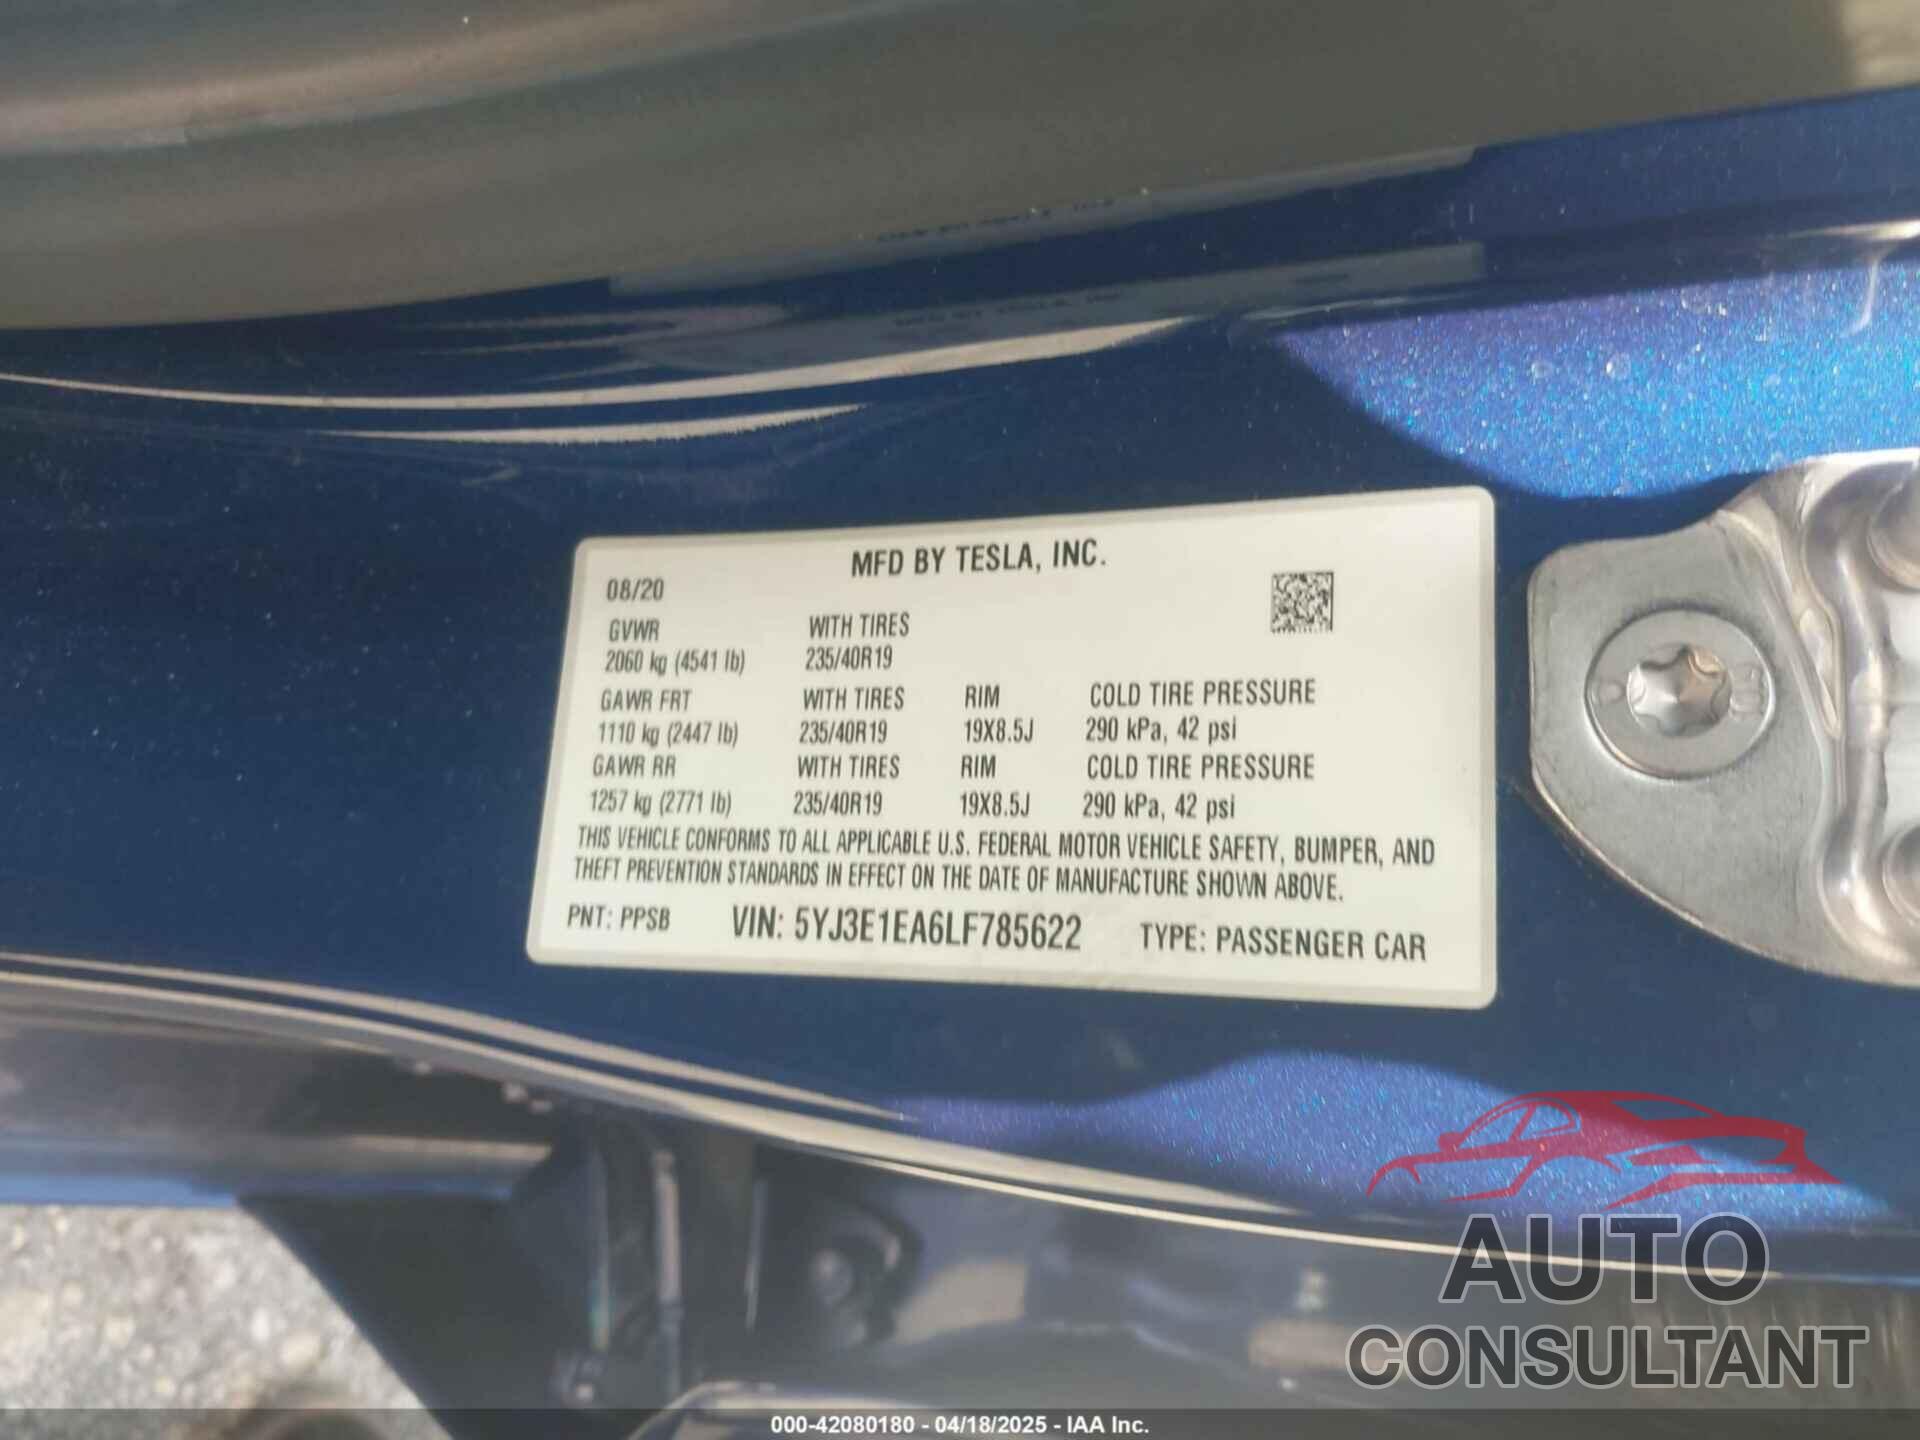 MFD BY TESLA, INC.
08/20
GVWR WITH TIRES
2060 kg (4541 lb) 235/40R19
GAWR FRT WITH TIRES RIM COLD TIRE PRESSURE
1110 kg (2447 lb) 235/40R19 19X8.5J 290 kPa, 42 psi
GAWR RR WITH TIRES RIM COLD TIRE PRESSURE
1257 kg (2771 lb) 235/40R19 19X8.5J 290 kPa, 42 psi
THIS VEHICLE CONFORMS TO ALL APPLICABLE U.S. FEDERAL MOTOR VEHICLE SAFETY, BUMPER, AND
THEFT PREVENTION STANDARDS IN EFFECT ON THE DATE OF MANUFACTURE SHOWN ABOVE.
PNT: PPSB VIN: 5YJ3E1EA6LF785622 TYPE: PASSENGER CAR
AUTO
CONSULTANT
000-42080180 - 04/18/2025 - IAA Inc.